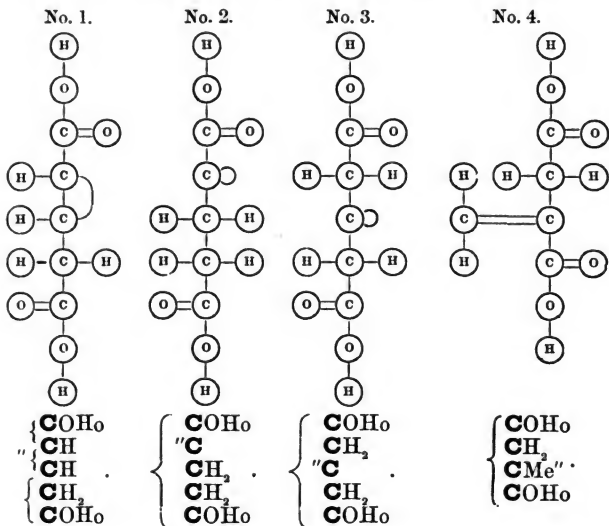 No. 1. No. 2. No. 3. No. 4.
H H H H
O O O O
C O C O C O C O
H C C H C H H H C H
H C H C H C C C
H C H H C H H C H H C O
O C O C O C O
O O O H
H H H
COHo COHo COHo COHo
CH "C CH₂ CH₂
" CH . CH₂ . "C . CMe" .
CH₂ CH₂ CH₂ COHo
COHo COHo COHo